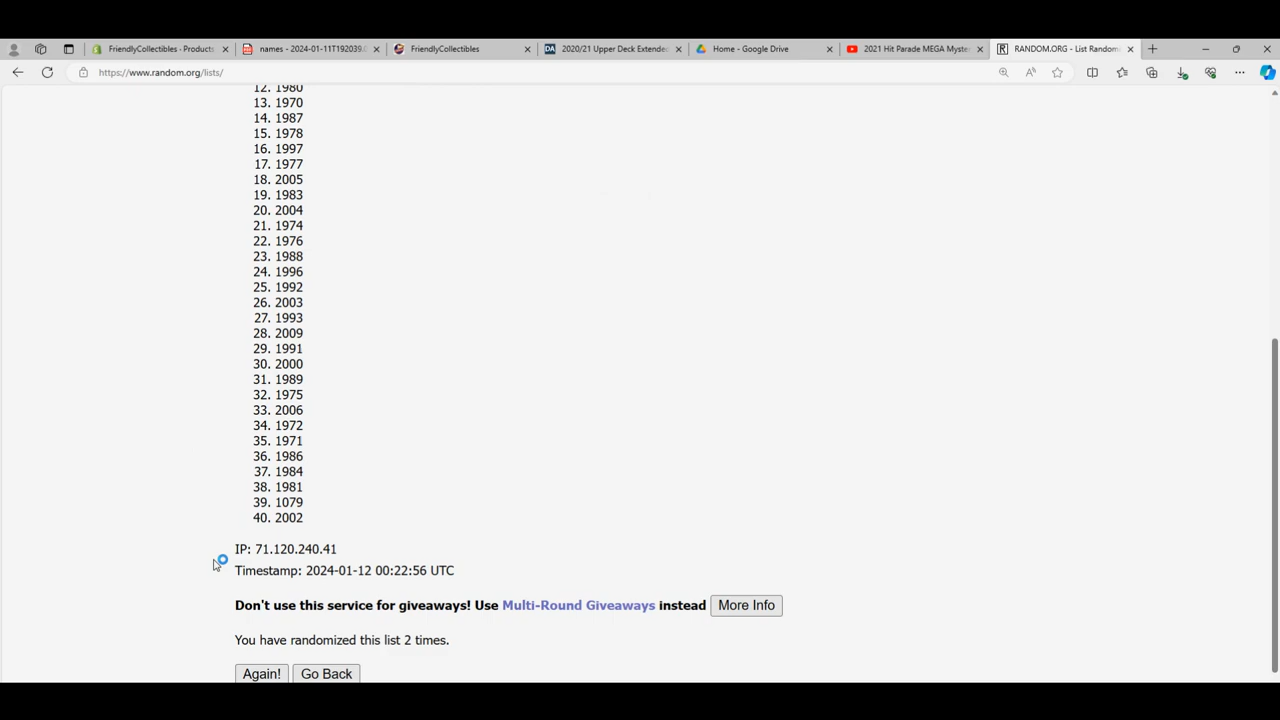 FriendlyCollectibles - Products
names - 2024-01-11T192039.0
FriendlyCollectibles
2020/21 Upper Deck Extended
Home - Google Drive
2021 Hit Parade MEGA Myste
RANDOM.ORG - List Randomi
https://www.random.org/lists/
12. 1980
13. 1970
14. 1987
15. 1978
16. 1997
17. 1977
18. 2005
19. 1983
20. 2004
21. 1974
22. 1976
23. 1988
24. 1996
25. 1992
26. 2003
27. 1993
28. 2009
29. 1991
30. 2000
31. 1989
32. 1975
33. 2006
34. 1972
35. 1971
36. 1986
37. 1984
38. 1981
39. 1079
40. 2002
IP: 71.120.240.41
Timestamp: 2024-01-12 00:22:56 UTC
Don't use this service for giveaways! Use Multi-Round Giveaways instead More Info
You have randomized this list 2 times.
Again! Go Back